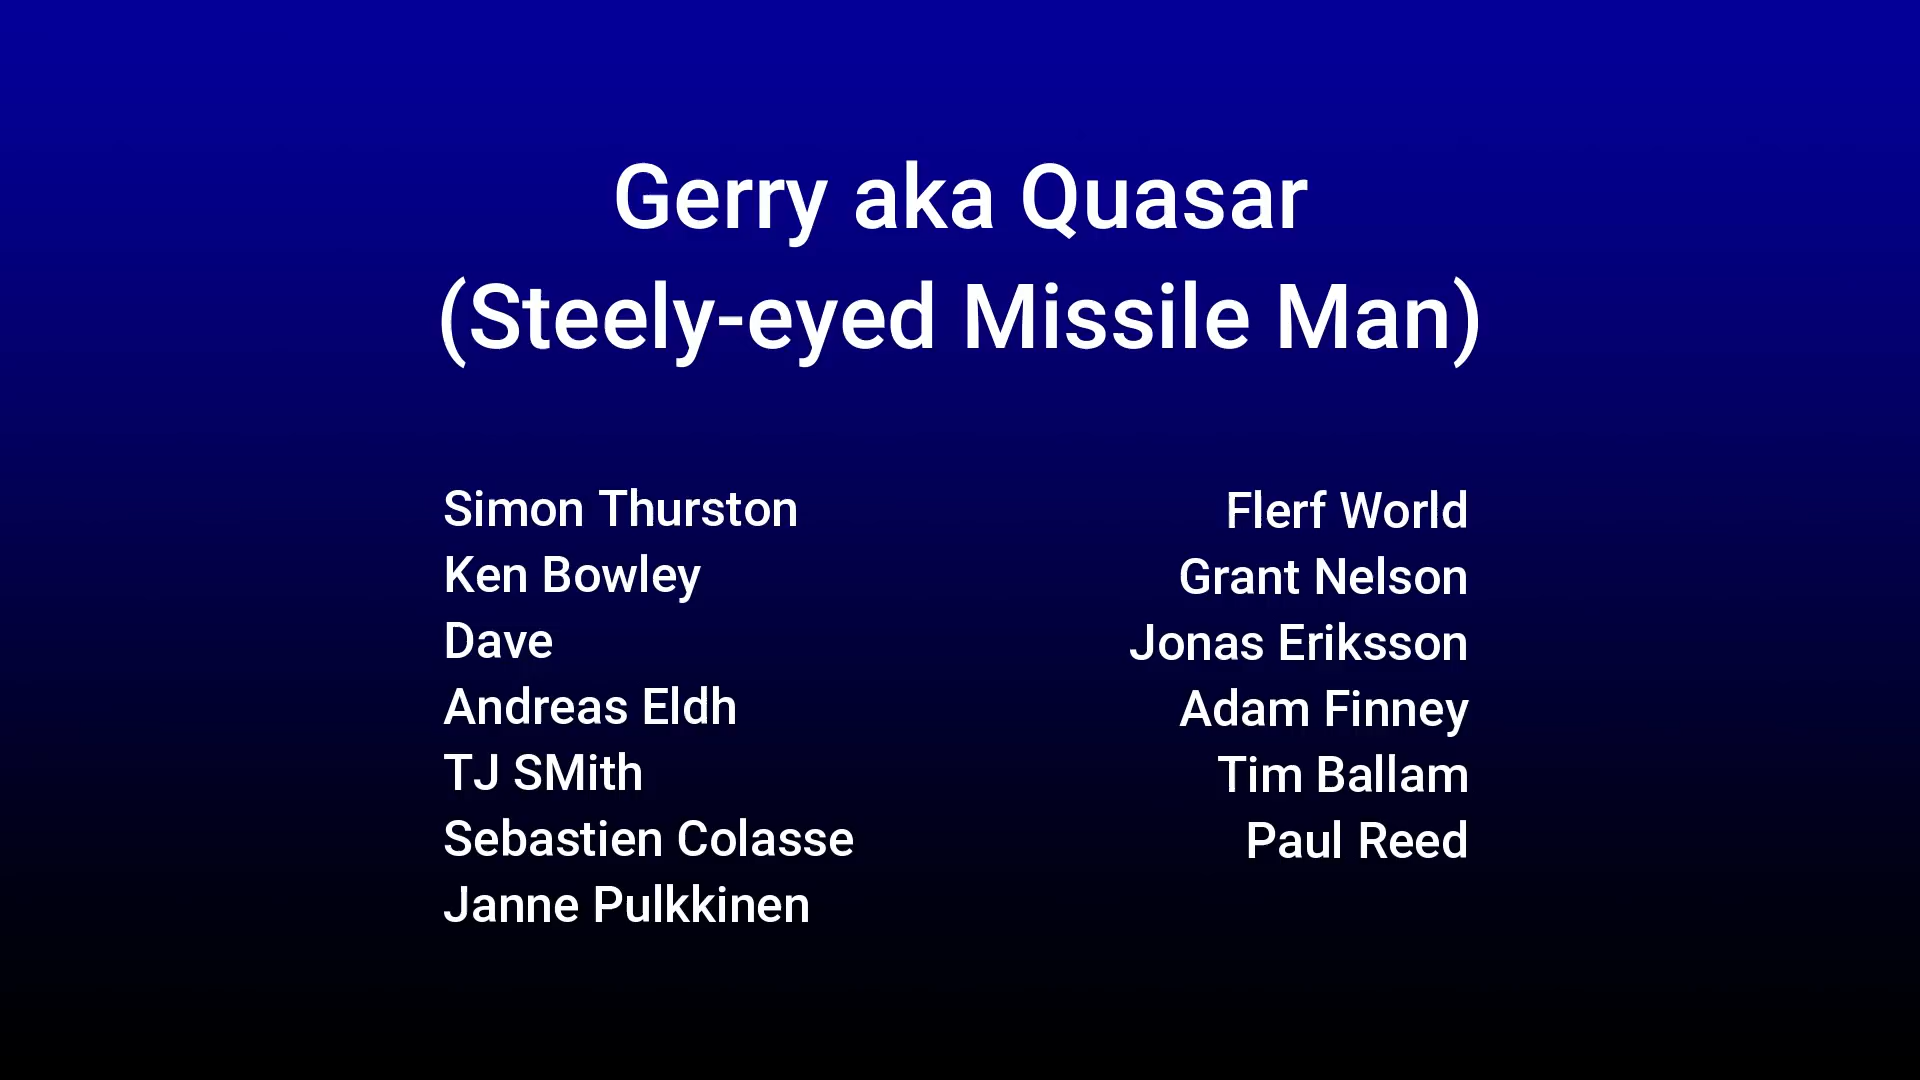 Gerry aka Quasar
(Steely-eyed Missile Man)
Simon Thurston
Ken Bowley
Dave
Andreas Eldh
TJ SMith
Sebastien Colasse
Janne Pulkkinen
Flerf World
Grant Nelson
Jonas Eriksson
Adam Finney
Tim Ballam
Paul Reed